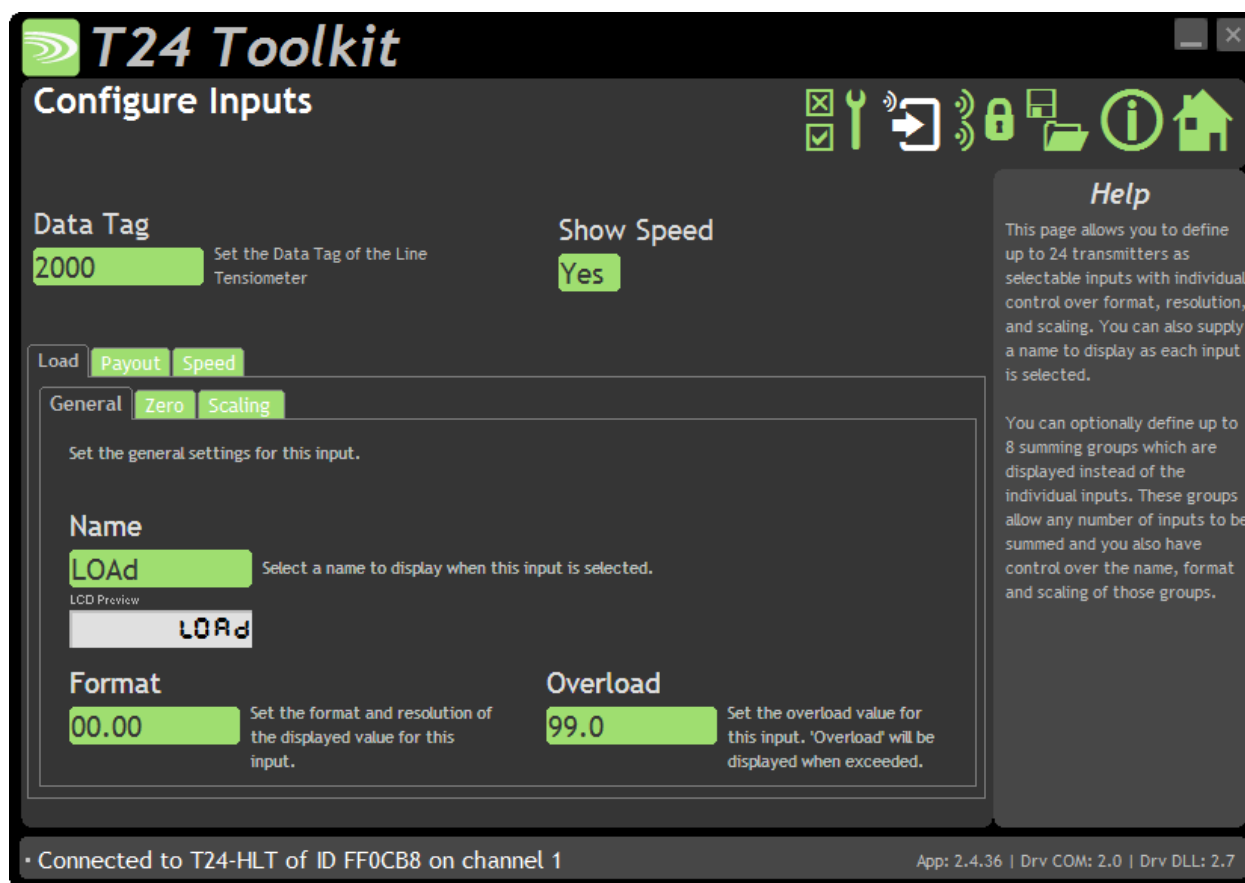 T24 Toolkit
Configure Inputs
Data Tag
2000
Set the Data Tag of the Line
Tensiometer
Show Speed
Yes
Load Payout Speed
General Zero Scaling
Set the general settings for this input.
Name
LOAd
Select a name to display when this input is selected.
LCD Preview
LOAd
Format
00.00
Set the format and resolution of
the displayed value for this
input.
Overload
99.0
Set the overload value for
this input. 'Overload' will be
displayed when exceeded.
Help
This page allows you to define
up to 24 transmitters as
selectable inputs with individual
control over format, resolution,
and scaling. You can also supply
a name to display as each input
is selected.
You can optionally define up to
8 summing groups which are
displayed instead of the
individual inputs. These groups
allow any number of inputs to be
summed and you also have
control over the name, format
and scaling of those groups.
Connected to T24-HLT of ID FF0CB8 on channel 1
App: 2.4.36 | Drv COM: 2.0 | Drv DLL: 2.7